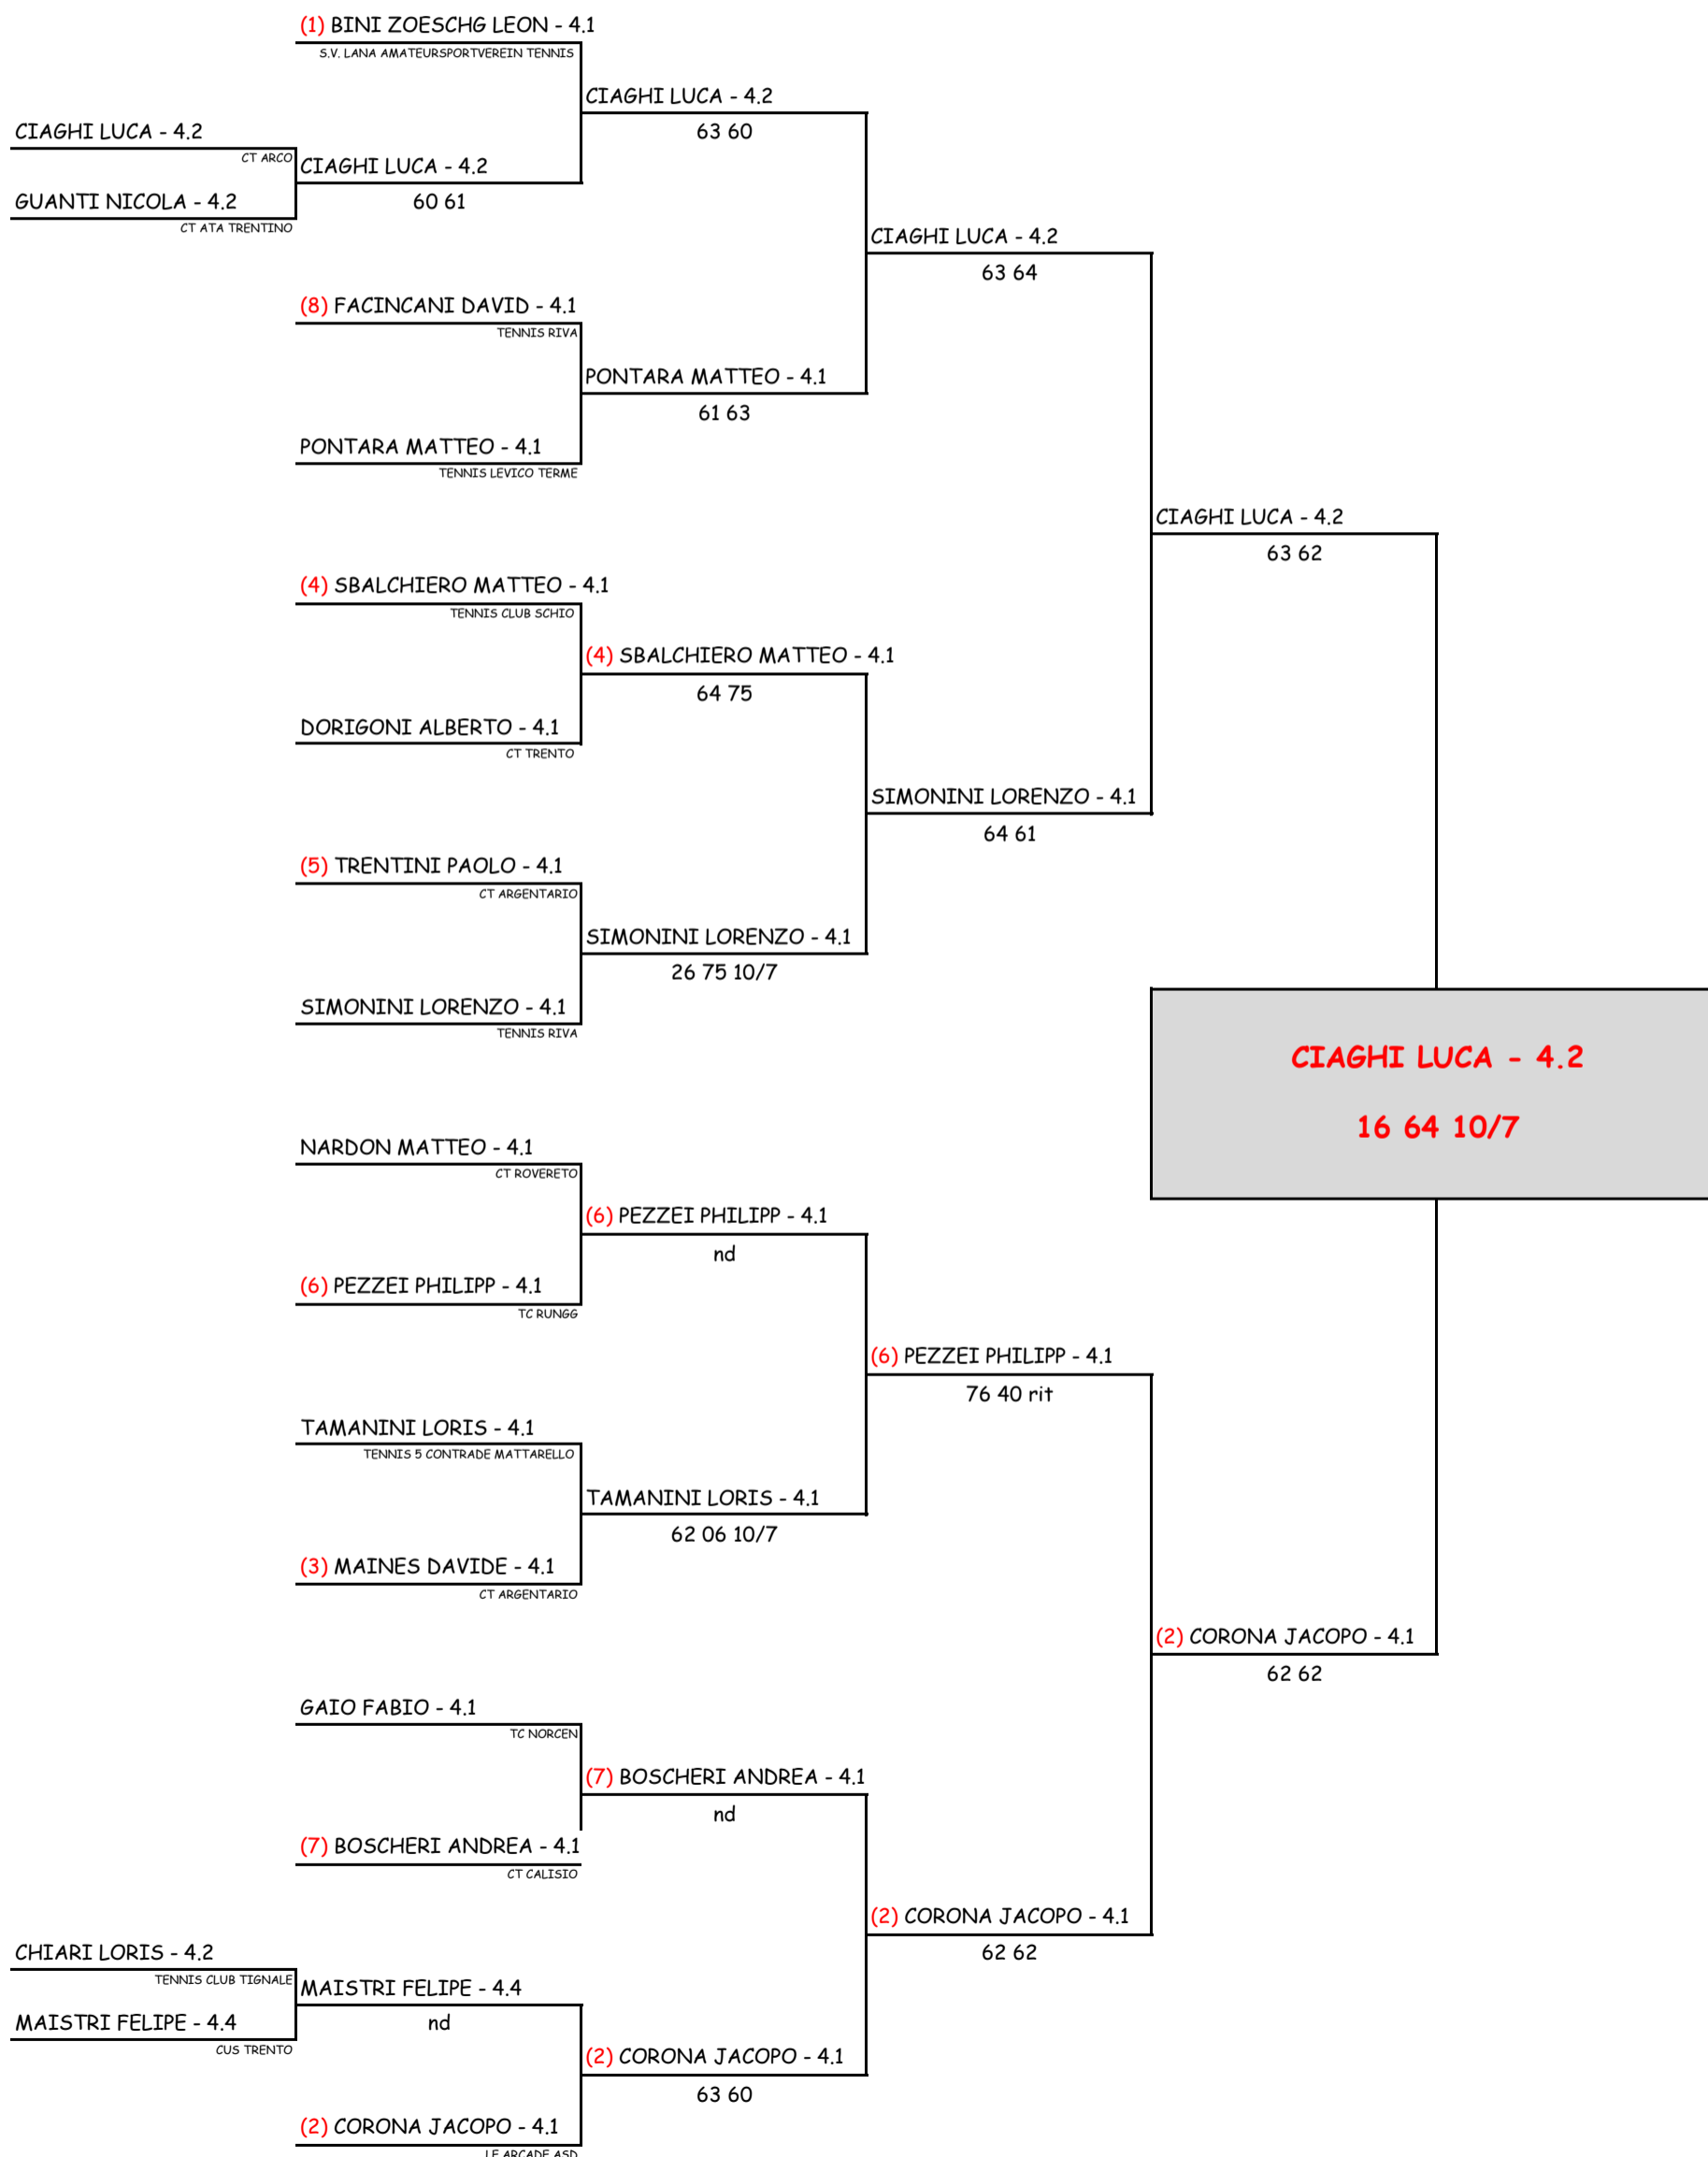 (1) BINI ZOESCHG LEON - 4.1
S.V. LANA AMATEURSPORTVEREIN TENNIS
CIAGHI LUCA - 4.2
63 60
CIAGHI LUCA - 4.2
CT ARCO
CIAGHI LUCA - 4.2
60 61
GUANTI NICOLA - 4.2
CT ATA TRENTINO
CIAGHI LUCA - 4.2
63 64
(8) FACINCANI DAVID - 4.1
TENNIS RIVA
PONTARA MATTEO - 4.1
61 63
PONTARA MATTEO - 4.1
TENNIS LEVICO TERME
CIAGHI LUCA - 4.2
63 62
(4) SBALCHIERO MATTEO - 4.1
TENNIS CLUB SCHIO
(4) SBALCHIERO MATTEO - 4.1
64 75
DORIGONI ALBERTO - 4.1
CT TRENTO
SIMONINI LORENZO - 4.1
64 61
(5) TRENTINI PAOLO - 4.1
CT ARGENTARIO
SIMONINI LORENZO - 4.1
26 75 10/7
SIMONINI LORENZO - 4.1
TENNIS RIVA
CIAGHI LUCA - 4.2
16 64 10/7
NARDON MATTEO - 4.1
CT ROVERETO
(6) PEZZEI PHILIPP - 4.1
nd
(6) PEZZEI PHILIPP - 4.1
TC RUNGG
(6) PEZZEI PHILIPP - 4.1
76 40 rit
TAMANINI LORIS - 4.1
TENNIS 5 CONTRADE MATTARELLO
TAMANINI LORIS - 4.1
62 06 10/7
(3) MAINES DAVIDE - 4.1
CT ARGENTARIO
(2) CORONA JACOPO - 4.1
62 62
GAIO FABIO - 4.1
TC NORCEN
(7) BOSCHERI ANDREA - 4.1
nd
(7) BOSCHERI ANDREA - 4.1
CT CALISIO
(2) CORONA JACOPO - 4.1
62 62
CHIARI LORIS - 4.2
TENNIS CLUB TIGNALE
MAISTRI FELIPE - 4.4
nd
MAISTRI FELIPE - 4.4
CUS TRENTO
(2) CORONA JACOPO - 4.1
63 60
(2) CORONA JACOPO - 4.1
LE ARCADE ASD